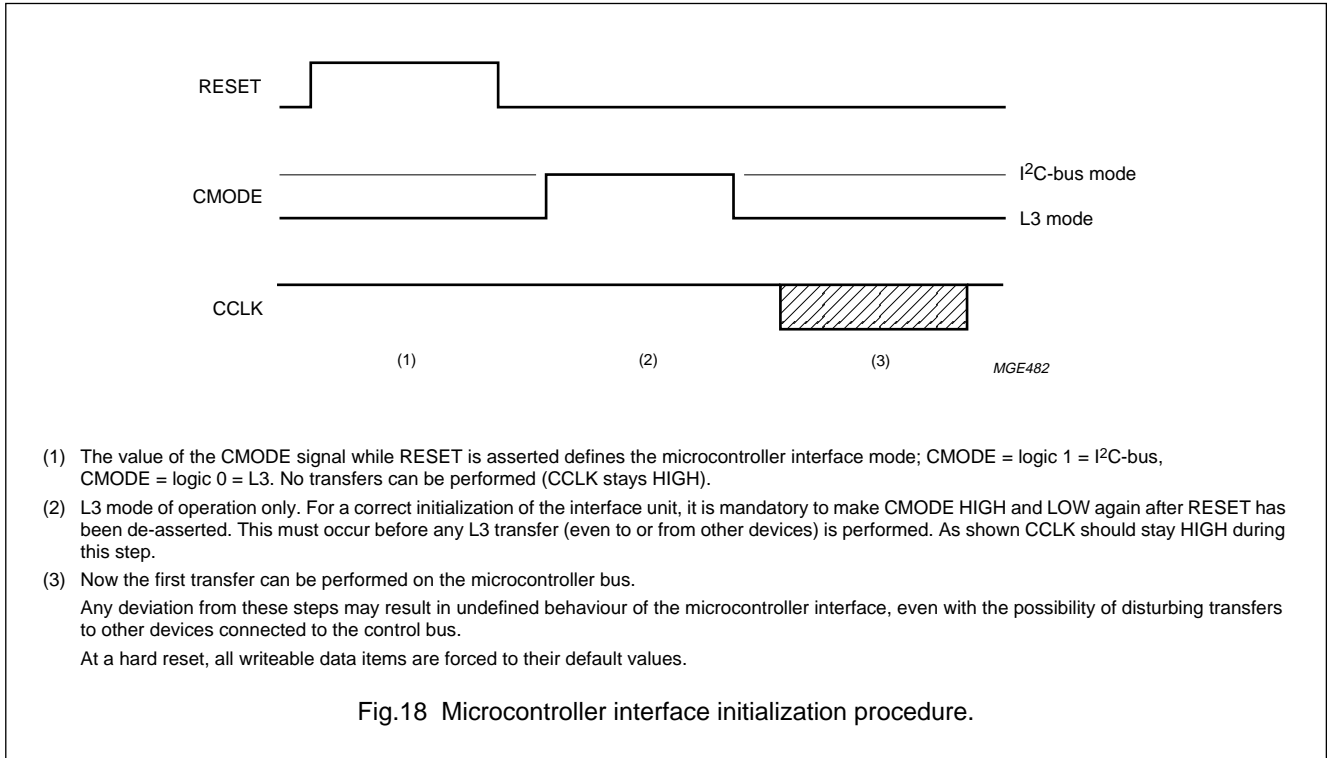 RESET
CMODE
I2C-bus mode
L3 mode
CCLK
(1)
(2)
(3)
MGE482
(1) The value of the CMODE signal while RESET is asserted defines the microcontroller interface mode; CMODE = logic 1 = I2C-bus,
CMODE = logic 0 = L3. No transfers can be performed (CCLK stays HIGH).
(2) L3 mode of operation only. For a correct initialization of the interface unit, it is mandatory to make CMODE HIGH and LOW again after RESET has
been de-asserted. This must occur before any L3 transfer (even to or from other devices) is performed. As shown CCLK should stay HIGH during
this step.
(3) Now the first transfer can be performed on the microcontroller bus.
Any deviation from these steps may result in undefined behaviour of the microcontroller interface, even with the possibility of disturbing transfers
to other devices connected to the control bus.
At a hard reset, all writeable data items are forced to their default values.
Fig.18 Microcontroller interface initialization procedure.